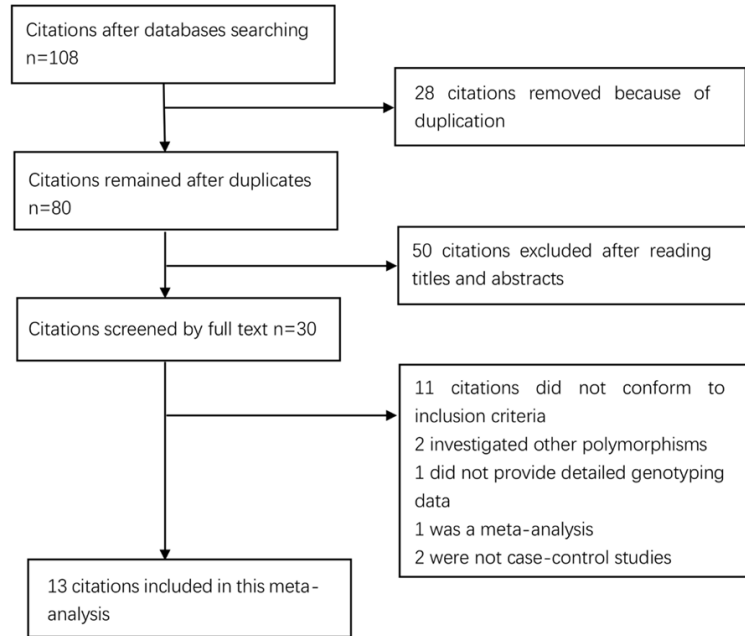 Citations after databases searching
n=108
28 citations removed because of
duplication
Citations remained after duplicates
n=80
50 citations excluded after reading
titles and abstracts
Citations screened by full text n=30
11 citations did not conform to
inclusion criteria
2 investigated other polymorphisms
1 did not provide detailed genotyping
data
1 was a meta-analysis
2 were not case-control studies
13 citations included in this meta-
analysis